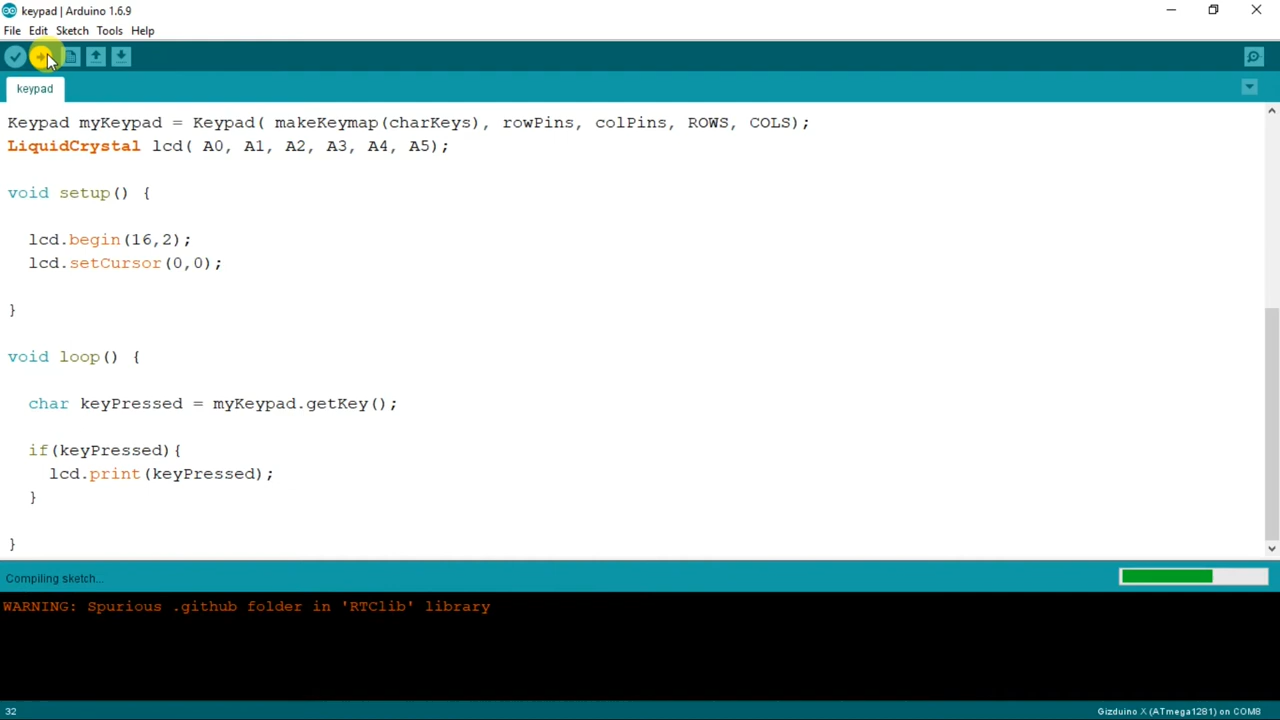 keypad | Arduino 1.6.9
File Edit Sketch Tools Help
keypad
Keypad myKeypad = Keypad( makeKeymap(charKeys), rowPins, colPins, ROWS, COLS);
LiquidCrystal lcd( A0, A1, A2, A3, A4, A5);
void setup() {
lcd.begin(16,2);
lcd.setCursor(0,0);
}
void loop() {
char keyPressed = myKeypad.getKey();
if(keyPressed){
lcd.print(keyPressed);
}
}
Compiling sketch...
WARNING: Spurious .github folder in 'RTClib' library
32
Gizduino X (ATmega1281) on COM8